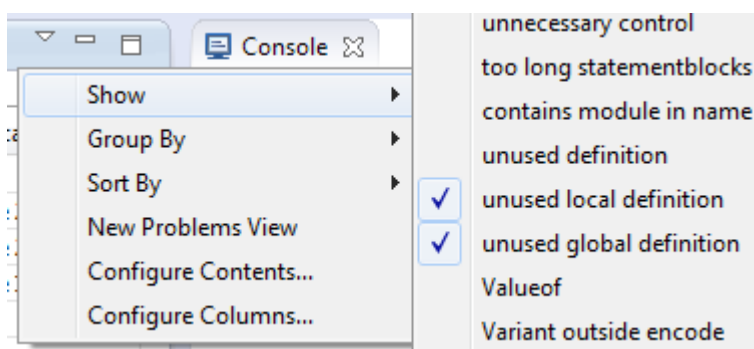 Console
Show
Group By
Sort By
New Problems View
Configure Contents...
Configure Columns...
unnecessary control
too long statementblocks
contains module in name
unused definition
unused local definition
unused global definition
Valueof
Variant outside encode